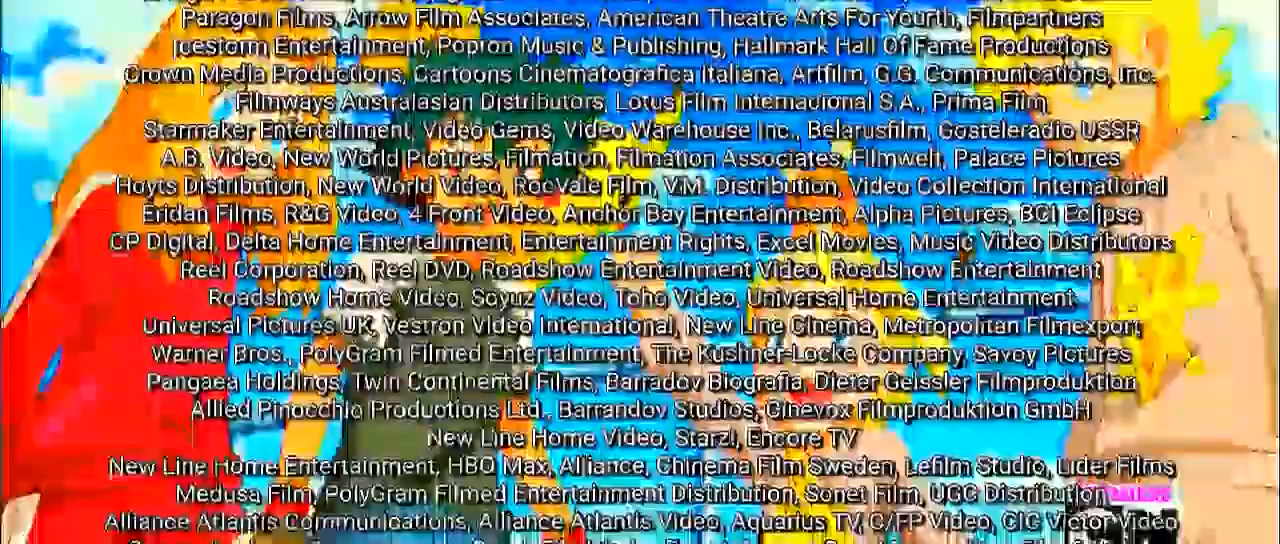 Paragon Films, Arrow Film Associates, American Theatre Arts For Youth, Filmpartners
Icestorm Entertainment, Popron Music & Publishing, Hallmark Hall Of Fame Productions
Crown Media Productions, Cartoons Cinematografica Italiana, Artfilm, G.G. Communications, Inc.
Filmways Australasian Distributors, Lotus Film Internacional S.A., Prima Film
Starmaker Entertainment, Video Gems, Video Warehouse Inc., Belarusfilm, Gosteleradio USSR
A.B. Video, New World Pictures, Filmation, Filmation Associates, Filmwelt, Palace Pictures
Hoyts Distribution, New World Video, RocVale Film, V.M. Distribution, Video Collection International
Eridan Films, R&G Video, 4 Front Video, Anchor Bay Entertainment, Alpha Pictures, BCI Eclipse
CP Digital, Delta Home Entertainment, Entertainment Rights, Excel Movies, Music Video Distributors
Reel Corporation, Reel DVD, Roadshow Entertainment Video, Roadshow Entertainment
Roadshow Home Video, Soyuz Video, Toho Video, Universal Home Entertainment
Universal Pictures UK, Vestron Video International, New Line Cinema, Metropolitan Filmexport
Warner Bros., PolyGram Filmed Entertainment, The Kushner-Locke Company, Savoy Pictures
Pangaea Holdings, Twin Continental Films, Barradov Biografia, Dieter Geissler Filmproduktion
Allied Pinocchio Productions Ltd., Barrandov Studios, Cinevox Filmproduktion GmbH
New Line Home Video, Starz!, Encore TV
New Line Home Entertainment, HBO Max, Alliance, Chinema Film Sweden, Lefilm Studio, Lider Films
Medusa Film, PolyGram Filmed Entertainment Distribution, Sonet Film, UGC Distribution
Alliance Atlantis Communications, Alliance Atlantis Video, Aquarius TV, C/FP Video, CIC Victor Video